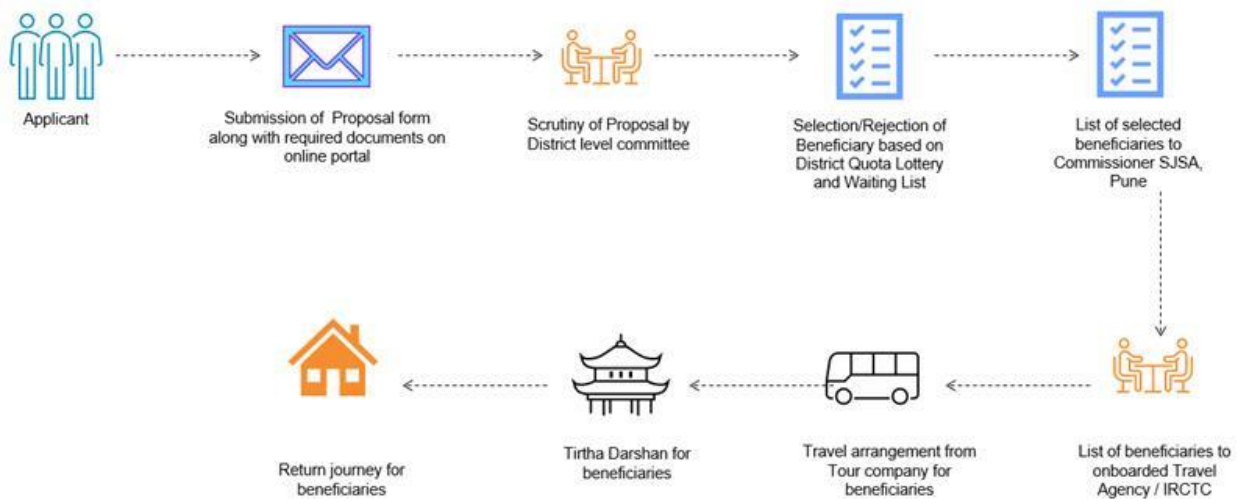 Applicant
Submission of Proposal form
along with required documents on
online portal
Scrutiny of Proposal by
District level committee
Selection/Rejection of
Beneficiary based on
District Quota Lottery
and Waiting List
List of selected
beneficiaries to
Commissioner SJSA,
Pune
Return journey for
beneficiaries
Tirtha Darshan for
beneficiaries
Travel arrangement from
Tour company for
beneficiaries
List of beneficiaries to
onboarded Travel
Agency / IRCTC